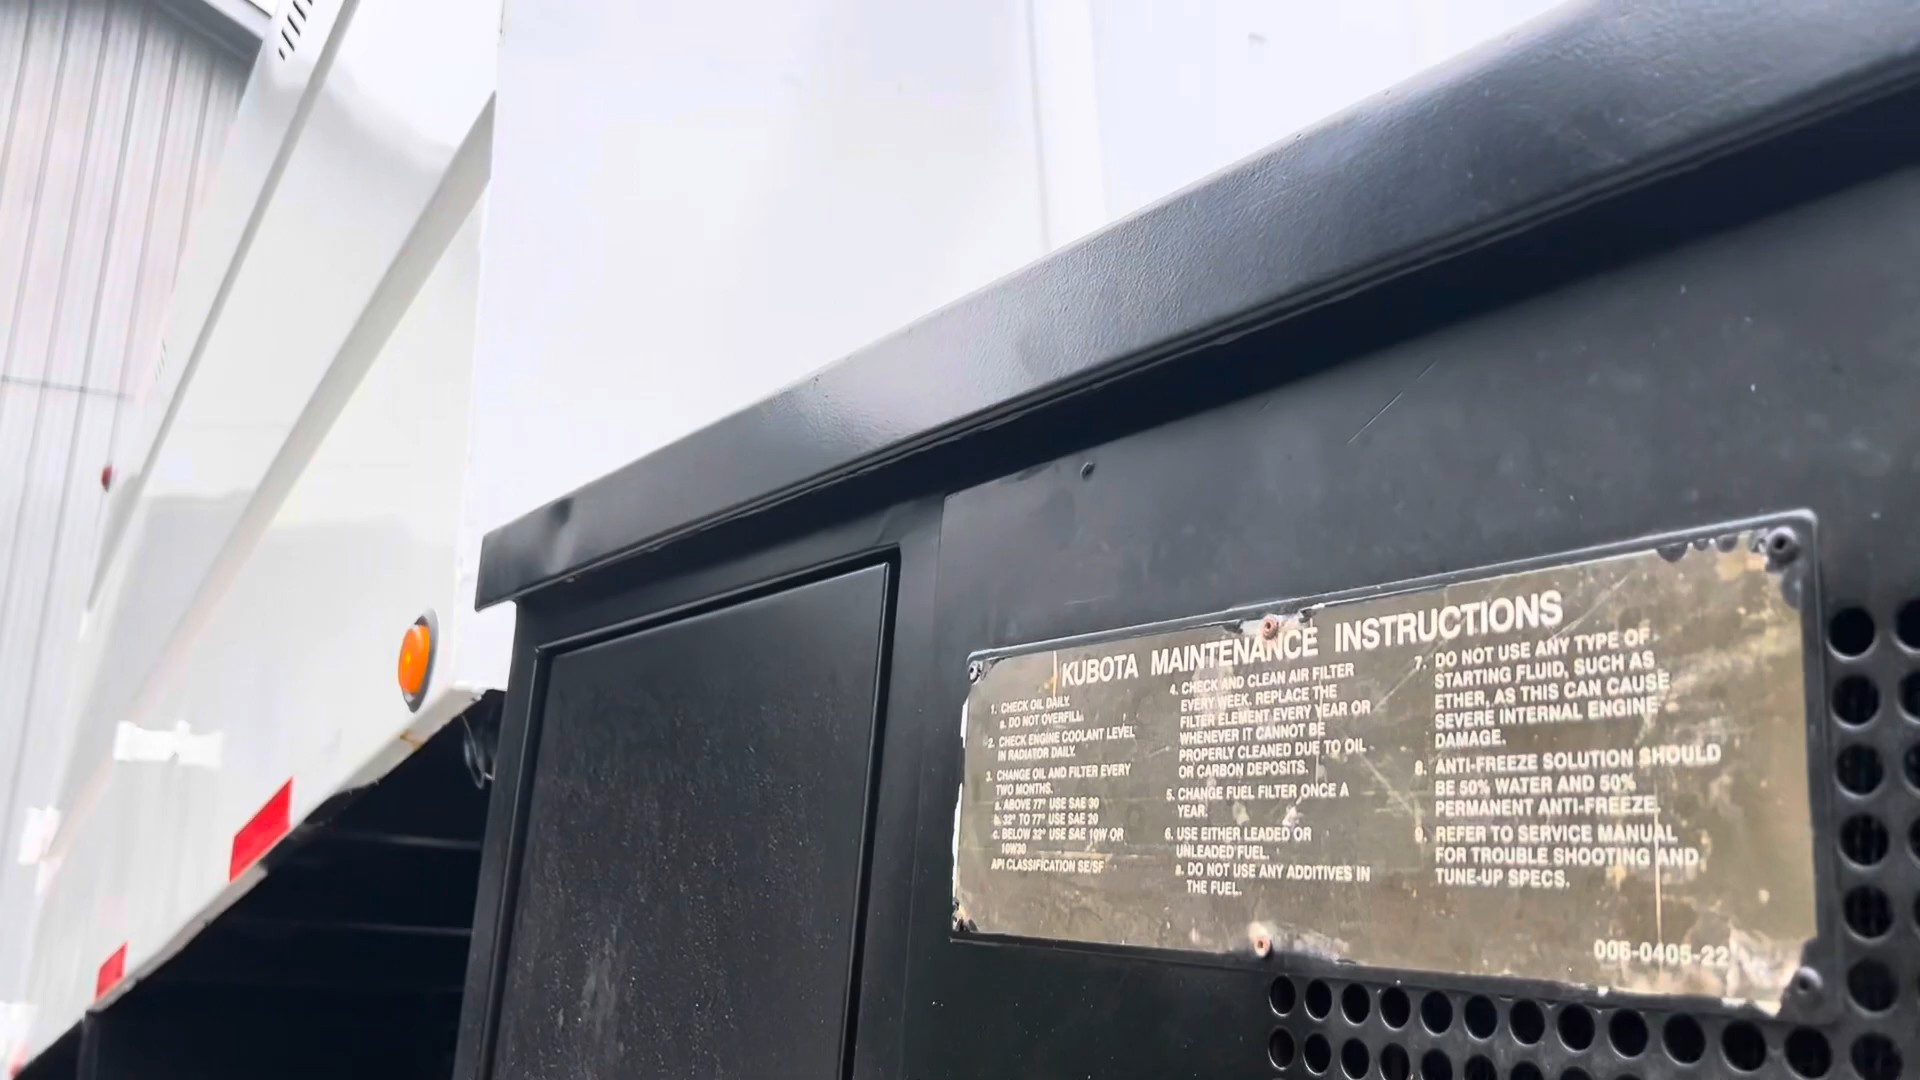 KUBOTA MAINTENANCE INSTRUCTIONS
1. CHECK OIL DAILY.
a. DO NOT OVERFILL.
2. CHECK ENGINE COOLANT LEVEL
IN RADIATOR DAILY.
3. CHANGE OIL AND FILTER EVERY
TWO MONTHS.
a. ABOVE 77° USE SAE 30
b. 32° TO 77° USE SAE 20
c. BELOW 32° USE SAE 10W OR
10W30
API CLASSIFICATION SE/SF
4. CHECK AND CLEAN AIR FILTER
EVERY WEEK, REPLACE THE
FILTER ELEMENT EVERY YEAR OR
WHENEVER IT CANNOT BE
PROPERLY CLEANED DUE TO OIL
OR CARBON DEPOSITS.
5. CHANGE FUEL FILTER ONCE A
YEAR.
6. USE EITHER LEADED OR
UNLEADED FUEL.
a. DO NOT USE ANY ADDITIVES IN
THE FUEL.
7. DO NOT USE ANY TYPE OF
STARTING FLUID, SUCH AS
ETHER, AS THIS CAN CAUSE
SEVERE INTERNAL ENGINE
DAMAGE.
8. ANTI-FREEZE SOLUTION SHOULD
BE 50% WATER AND 50%
PERMANENT ANTI-FREEZE.
9. REFER TO SERVICE MANUAL
FOR TROUBLE SHOOTING AND
TUNE-UP SPECS.
006-0405-22